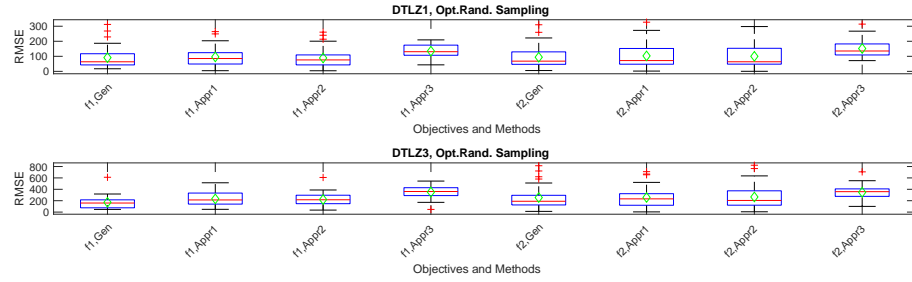 DTLZ1, Opt.Rand. Sampling
300
200
100
0
RMSE
f1,Gen
f1,Appr1
f1,Appr2
f1,Appr3
f2,Gen
f2,Appr1
f2,Appr2
f2,Appr3
Objectives and Methods
DTLZ3, Opt.Rand. Sampling
800
600
400
200
0
RMSE
f1,Gen
f1,Appr1
f1,Appr2
f1,Appr3
f2,Gen
f2,Appr1
f2,Appr2
f2,Appr3
Objectives and Methods